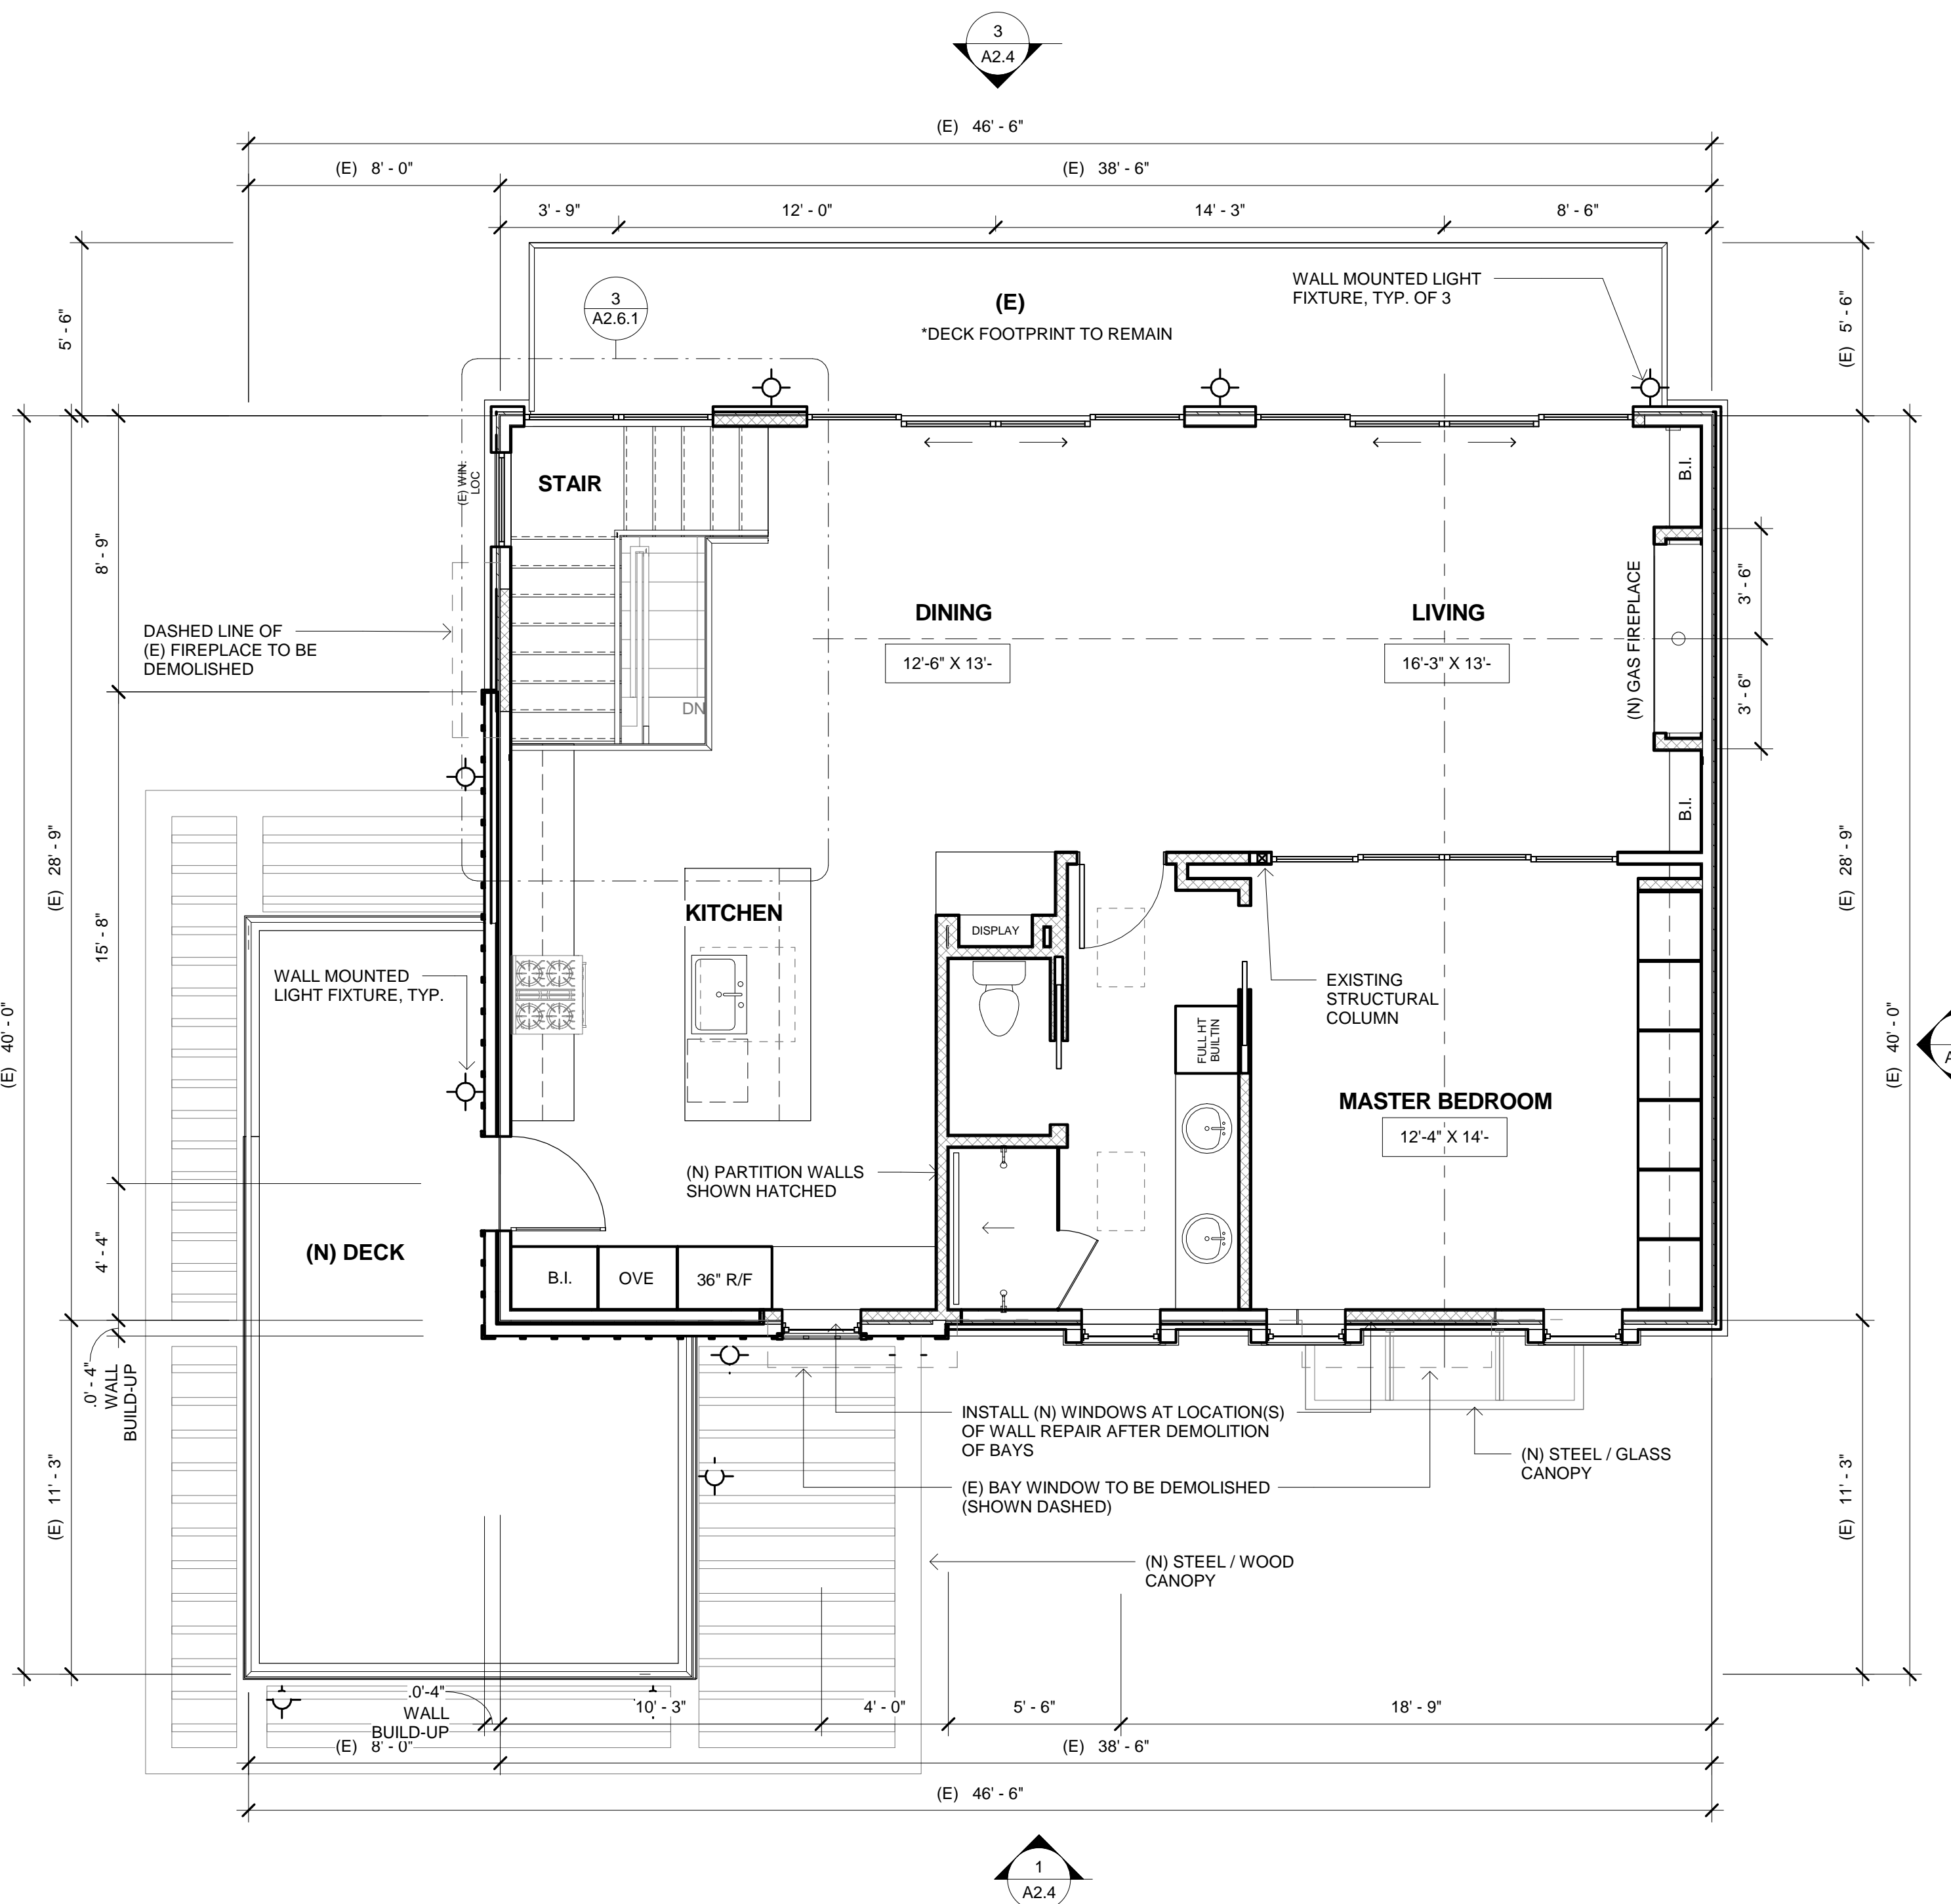 3
A2.4
(E) 46' - 6"
(E) 8' - 0"
(E) 38' - 6"
3' - 9"
12' - 0"
14' - 3"
8' - 6"
5' - 6"
(E) 5' - 6"
3
A2.6.1
(E)
*DECK FOOTPRINT TO REMAIN
WALL MOUNTED LIGHT
FIXTURE, TYP. OF 3
(E) WIN.
LOC
STAIR
B.I.
8' - 9"
DASHED LINE OF
(E) FIREPLACE TO BE
DEMOLISHED
DINING
12'-6" X 13'-
LIVING
16'-3" X 13'-
(N) GAS FIREPLACE
3' - 6"
3' - 6"
DN
B.I.
(E) 28' - 9"
15' - 8"
(E) 28' - 9"
KITCHEN
DISPLAY
WALL MOUNTED
LIGHT FIXTURE, TYP.
EXISTING
STRUCTURAL
COLUMN
FULL HT
BUILTIN
(E) 40' - 0"
(E) 40' - 0"
A
MASTER BEDROOM
12'-4" X 14'-
(N) PARTITION WALLS
SHOWN HATCHED
4' - 4"
(N) DECK
B.I.
OVE
36" R/F
.0' - 4"
WALL
BUILD-UP
INSTALL (N) WINDOWS AT LOCATION(S)
OF WALL REPAIR AFTER DEMOLITION
OF BAYS
(N) STEEL / GLASS
CANOPY
(E) BAY WINDOW TO BE DEMOLISHED
(SHOWN DASHED)
(E) 11' - 3"
(E) 11' - 3"
(N) STEEL / WOOD
CANOPY
.0'-4"
WALL
BUILD-UP
10' - 3"
4' - 0"
5' - 6"
18' - 9"
(E) 8' - 0"
(E) 38' - 6"
(E) 46' - 6"
1
A2.4